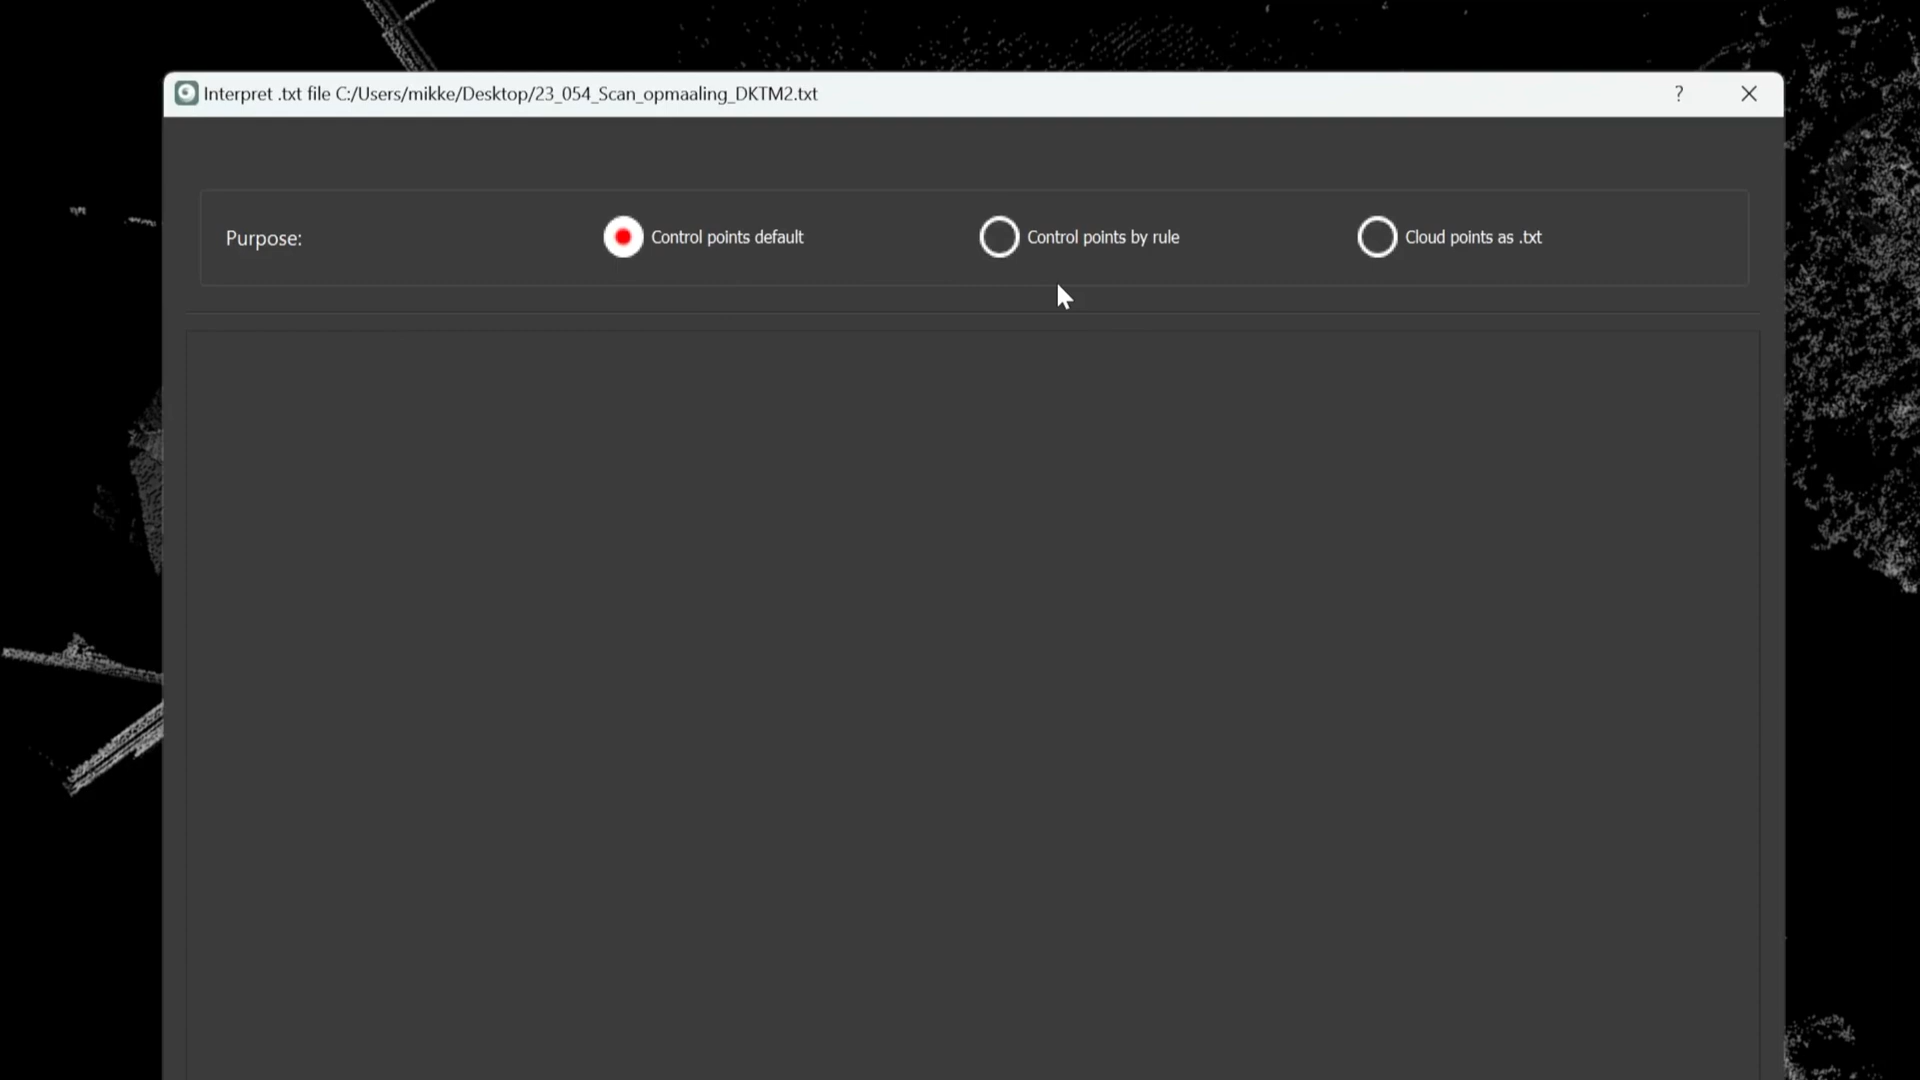 Interpret .txt file C:/Users/mikke/Desktop/23_054_Scan_opmaaling_DKTM2.txt
?
Purpose:
Control points default
Control points by rule
Cloud points as .txt